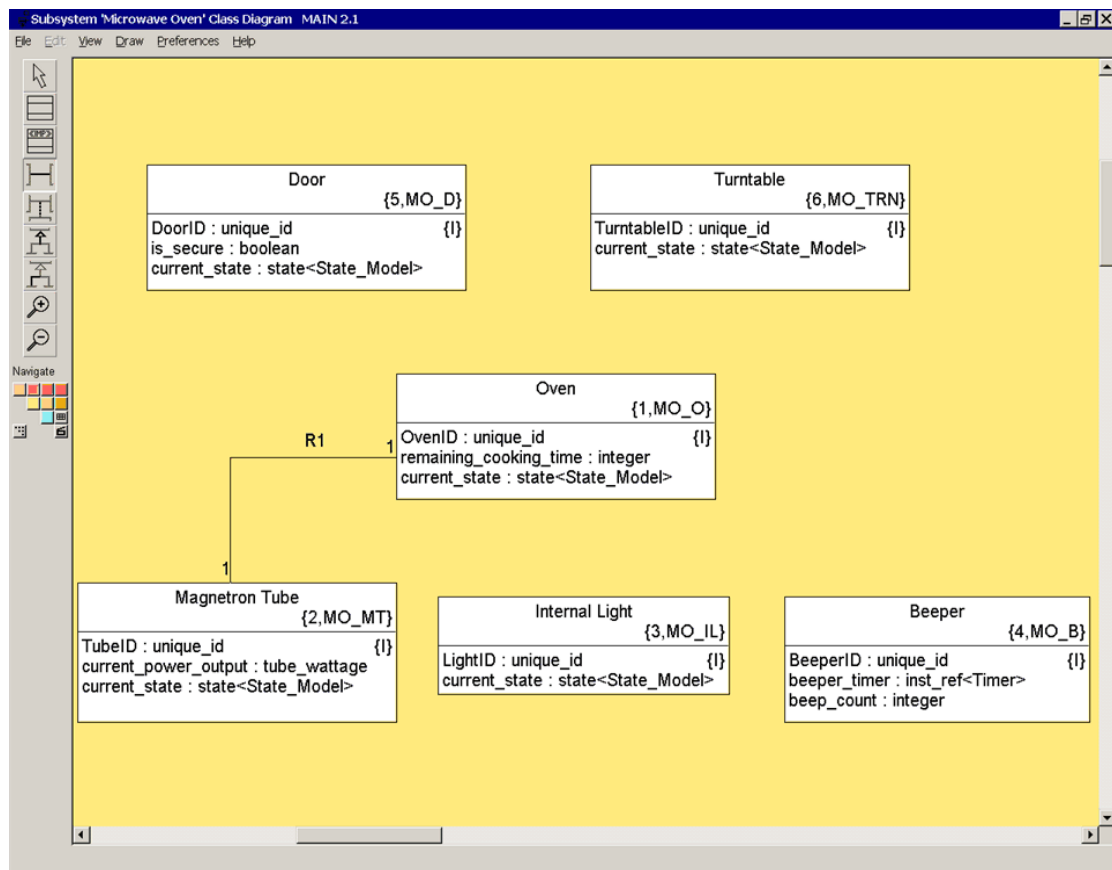 Subsystem 'Microwave Oven' Class Diagram MAIN 2.1
File Edit View Draw Preferences Help
<IMP>
Navigate
Door
{5,MO_D}
DoorID : unique_id {I}
is_secure : boolean
current_state : state<State_Model>
Turntable
{6,MO_TRN}
TurntableID : unique_id {I}
current_state : state<State_Model>
Oven
{1,MO_O}
OvenID : unique_id {I}
remaining_cooking_time : integer
current_state : state<State_Model>
R1
1
1
Magnetron Tube
{2,MO_MT}
TubeID : unique_id {I}
current_power_output : tube_wattage
current_state : state<State_Model>
Internal Light
{3,MO_IL}
LightID : unique_id {I}
current_state : state<State_Model>
Beeper
{4,MO_B}
BeeperID : unique_id {I}
beeper_timer : inst_ref<Timer>
beep_count : integer